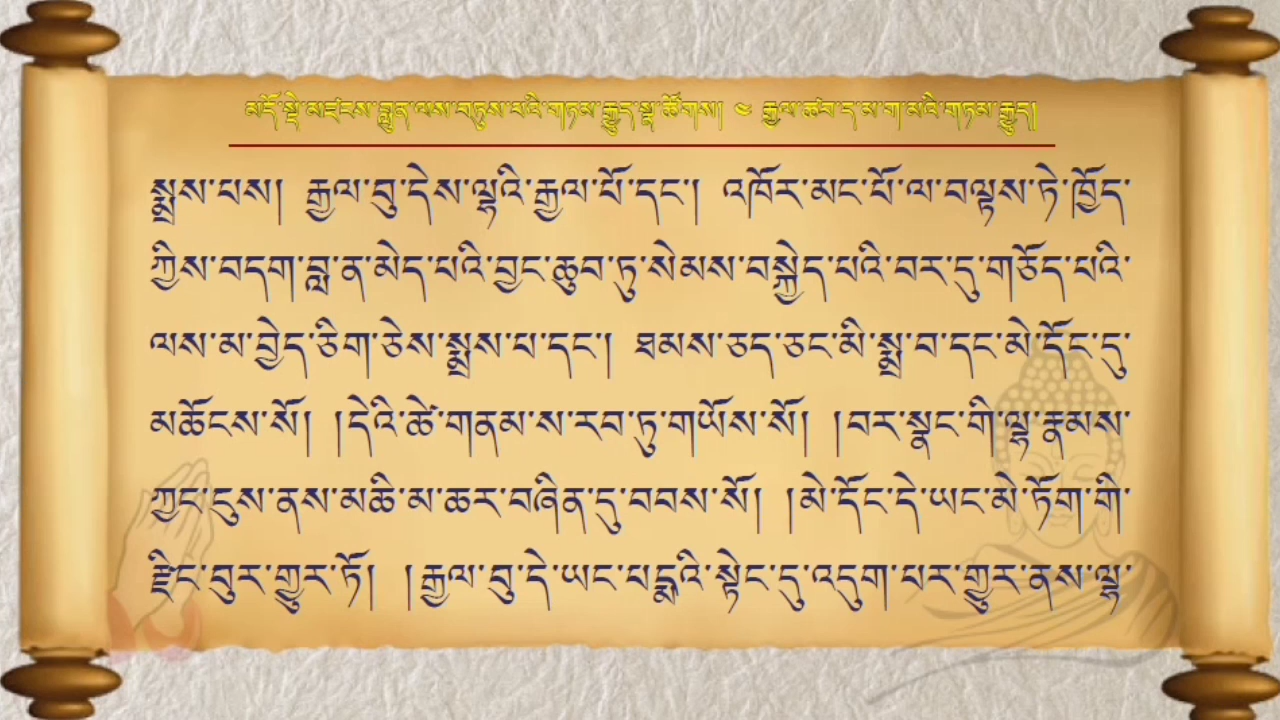 མདོ་སྡེ་མཛངས་བླུན་ལས་བཏུས་པའི་གཏམ་རྒྱུད་སྣ་ཚོགས། ༤ རྒྱལ་ཚབ་ད་མ་ག་མའི་གཏམ་རྒྱུད།
སྨྲས་པས། རྒྱལ་བུ་དེས་ལྷའི་རྒྱལ་པོ་དང་། འཁོར་མང་པོ་ལ་བལྟས་ཏེ་ཁྱོད་
ཀྱིས་བདག་བླ་ན་མེད་པའི་བྱང་ཆུབ་ཏུ་སེམས་བསྐྱེད་པའི་བར་དུ་གཅོད་པའི་
ལས་མ་བྱེད་ཅིག་ཅེས་སྨྲས་པ་དང་། ཐམས་ཅད་ཅང་མི་སྨྲ་བ་དང་མེ་དོང་དུ་
མཆོངས་སོ། །དེའི་ཚེ་གནམ་ས་རབ་ཏུ་གཡོས་སོ། །བར་སྣང་གི་ལྷ་རྣམས་
ཀྱང་ངུས་ནས་མཆི་མ་ཆར་བཞིན་དུ་བབས་སོ། །མེ་དོང་དེ་ཡང་མེ་ཏོག་གི་
རྫིང་བུར་གྱུར་ཏོ། །རྒྱལ་བུ་དེ་ཡང་པདྨའི་སྟེང་དུ་འདུག་པར་གྱུར་ནས་ལྷ་